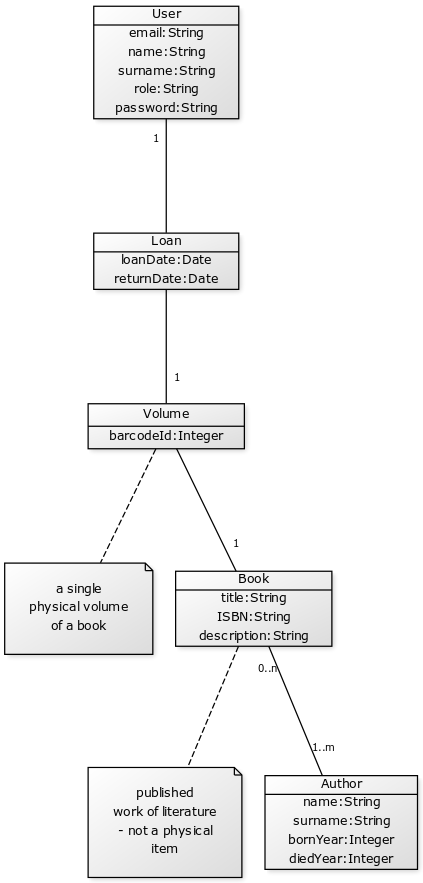 User
email:String
name:String
surname:String
role:String
password:String
1
Loan
loanDate:Date
returnDate:Date
1
Volume
barcodeId:Integer
1
a single
physical volume
of a book
Book
title:String
ISBN:String
description:String
0..n
1..m
published
work of literature
- not a physical
item
Author
name:String
surname:String
bornYear:Integer
diedYear:Integer